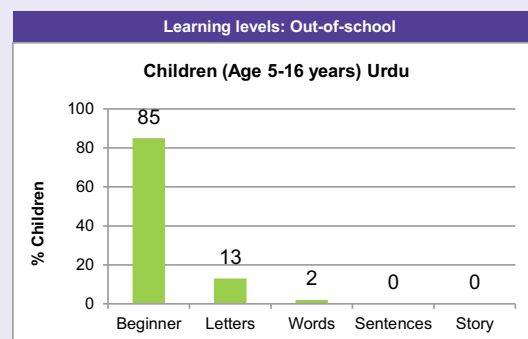 Learning levels: Out-of-school
Children (Age 5-16 years) Urdu
% Children
100
80
60
40
20
0
85
13
2
0
0
Beginner Letters Words Sentences Story